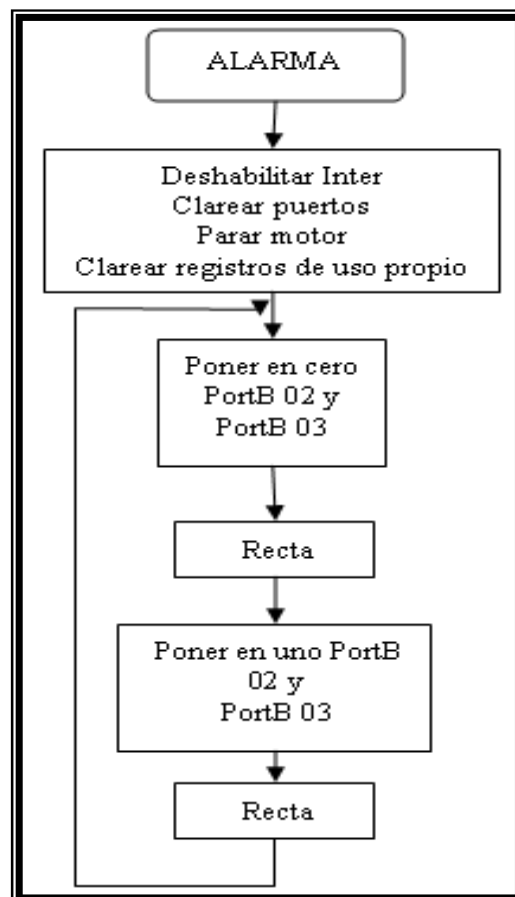 ALARMA
Deshabilitar Inter
Clarear puertos
Parar motor
Clarear registros de uso propio
Poner en cero
PortB 02 y
PortB 03
Recta
Poner en uno PortB
02 y
PortB 03
Recta